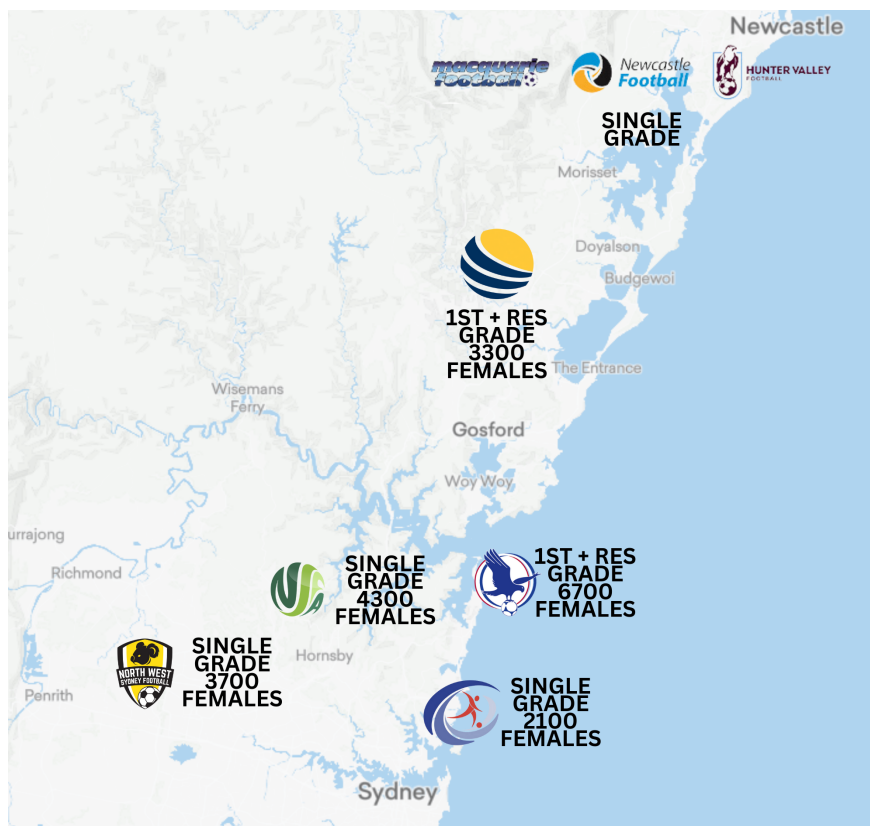 Newcastle
macquarie
football
Newcastle
Football
HUNTER VALLEY
FOOTBALL
SINGLE
GRADE
Morisset
Doyalson
Budgewoi
1ST + RES
GRADE
3300
FEMALES
The Entrance
Wisemans
Ferry
Gosford
Woy Woy
urrajong
Richmond
NSFA
SINGLE
GRADE
4300
FEMALES
1ST + RES
GRADE
6700
FEMALES
NORTH WEST
SYDNEY FOOTBALL
SINGLE
GRADE
3700
FEMALES
Hornsby
Penrith
SINGLE
GRADE
2100
FEMALES
Sydney